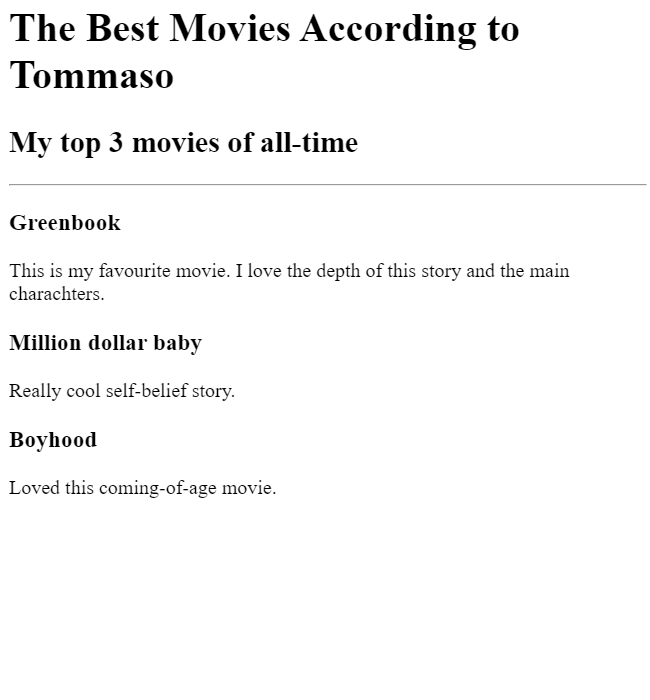 The Best Movies According to
Tommaso
My top 3 movies of all-time
Greenbook
This is my favourite movie. I love the depth of this story and the main
charachters.
Million dollar baby
Really cool self-belief story.
Boyhood
Loved this coming-of-age movie.